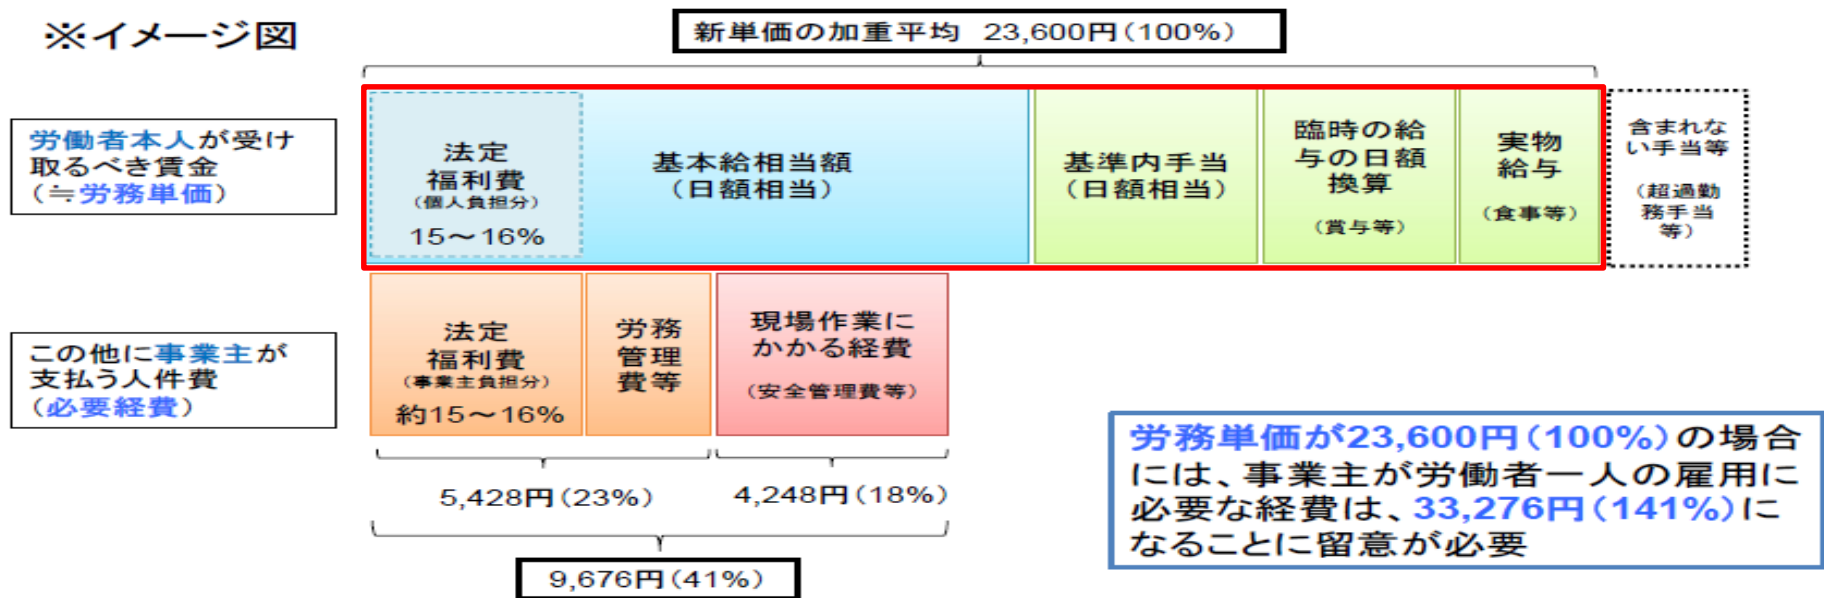 ※イメージ図
新単価の加重平均 23,600円(100%)
労働者本人が受け
取るべき賃金
(≒労務単価)
法定
福利費
(個人負担分)
15～16%
基本給相当額
(日額相当)
基準内手当
(日額相当)
臨時の給
与の日額
換算
(賞与等)
実物
給与
(食事等)
含まれな
い手当等
(超過勤
務手当
等)
この他に事業主が
支払う人件費
(必要経費)
法定
福利費
(事業主負担分)
約15～16%
労務
管理
費等
現場作業に
かかる経費
(安全管理費等)
5,428円(23%)
4,248円(18%)
9,676円(41%)
労務単価が23,600円(100%)の場合
には、事業主が労働者一人の雇用に
必要な経費は、33,276円(141%)に
なることに留意が必要